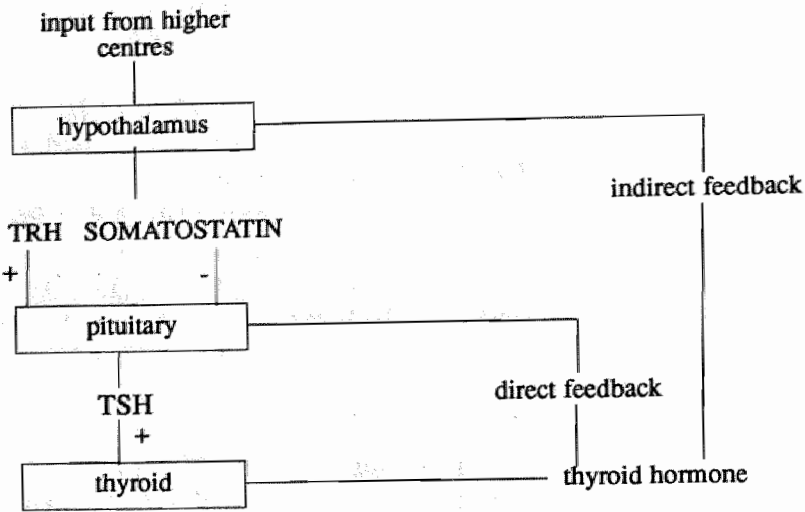 input from higher
centres
hypothalamus
indirect feedback
TRH SOMATOSTATIN
+ -
pituitary
direct feedback
TSH
+
thyroid
thyroid hormone